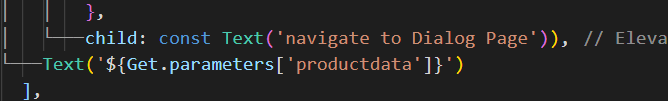 },
child: const Text('navigate to Dialog Page')), // Eleva
Text('${Get.parameters['productdata']}')
],